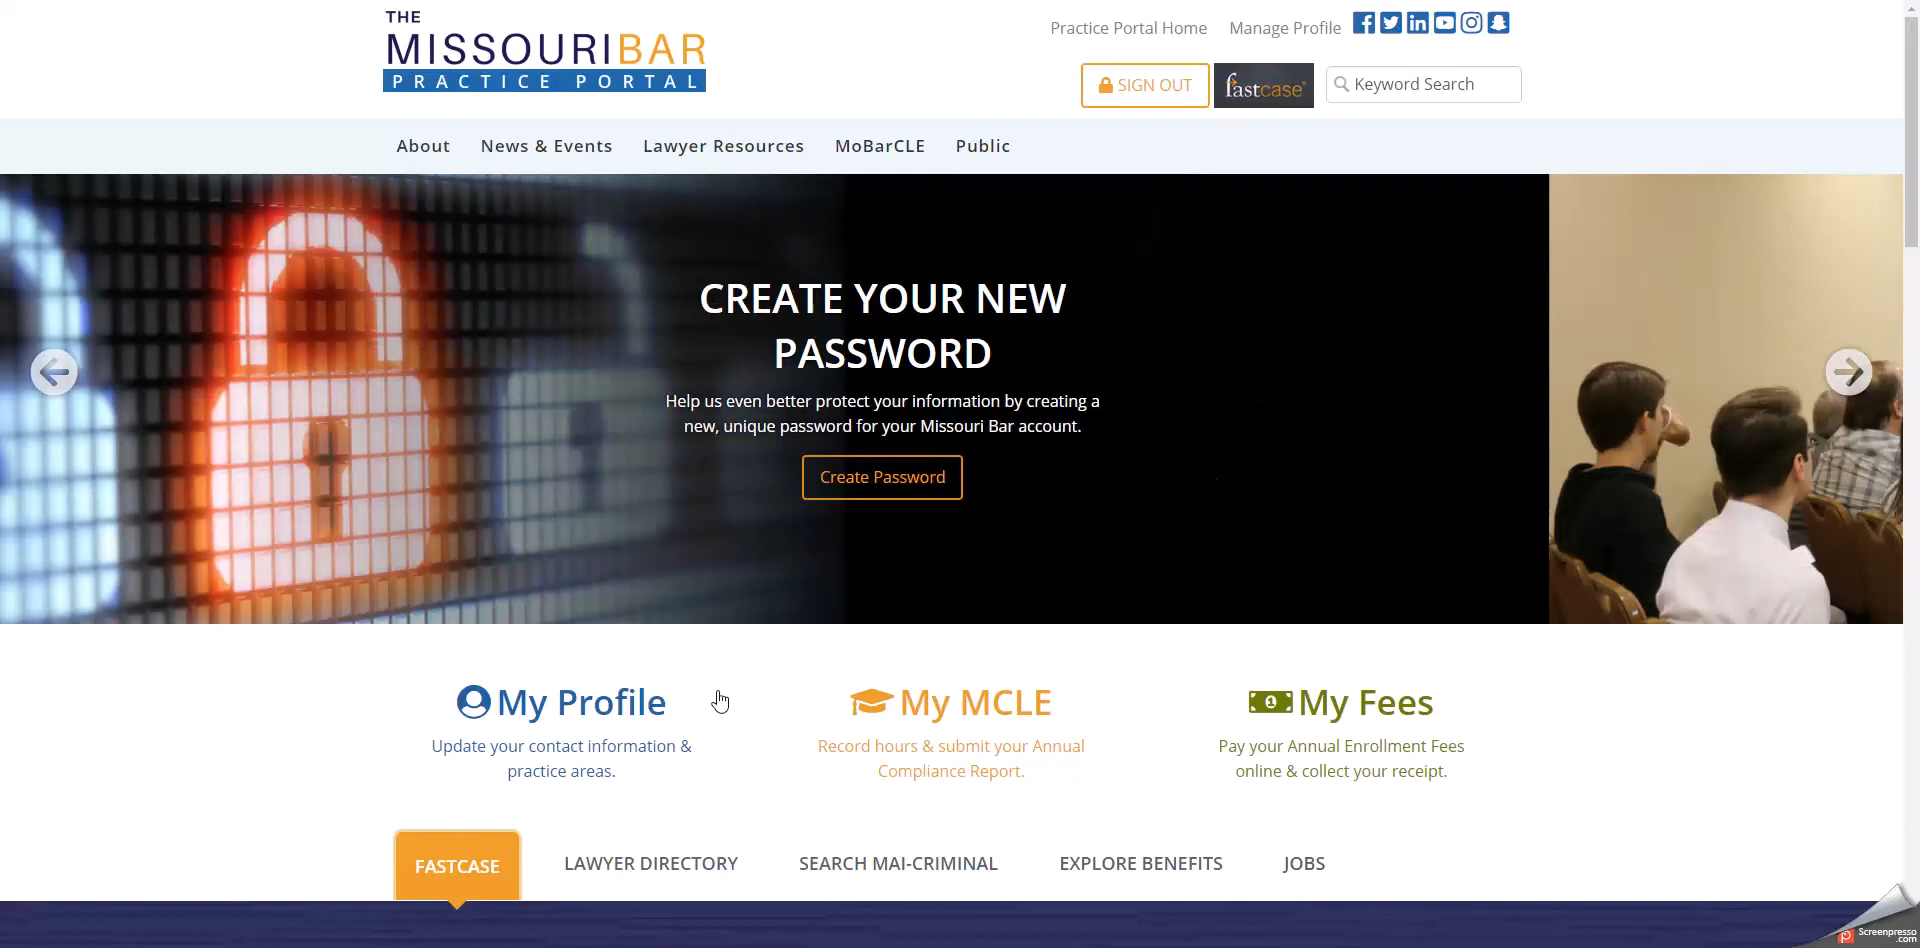 THE
MISSOURIBAR
PRACTICE PORTAL
Practice Portal Home
Manage Profile
SIGN OUT
fastcase
Keyword Search
About
News & Events
Lawyer Resources
MoBarCLE
Public
CREATE YOUR NEW
PASSWORD
Help us even better protect your information by creating a
new, unique password for your Missouri Bar account.
Create Password
My Profile
Update your contact information &
practice areas.
My MCLE
Record hours & submit your Annual
Compliance Report.
My Fees
Pay your Annual Enrollment Fees
online & collect your receipt.
FASTCASE
LAWYER DIRECTORY
SEARCH MAI-CRIMINAL
EXPLORE BENEFITS
JOBS
Screenpresso
.com